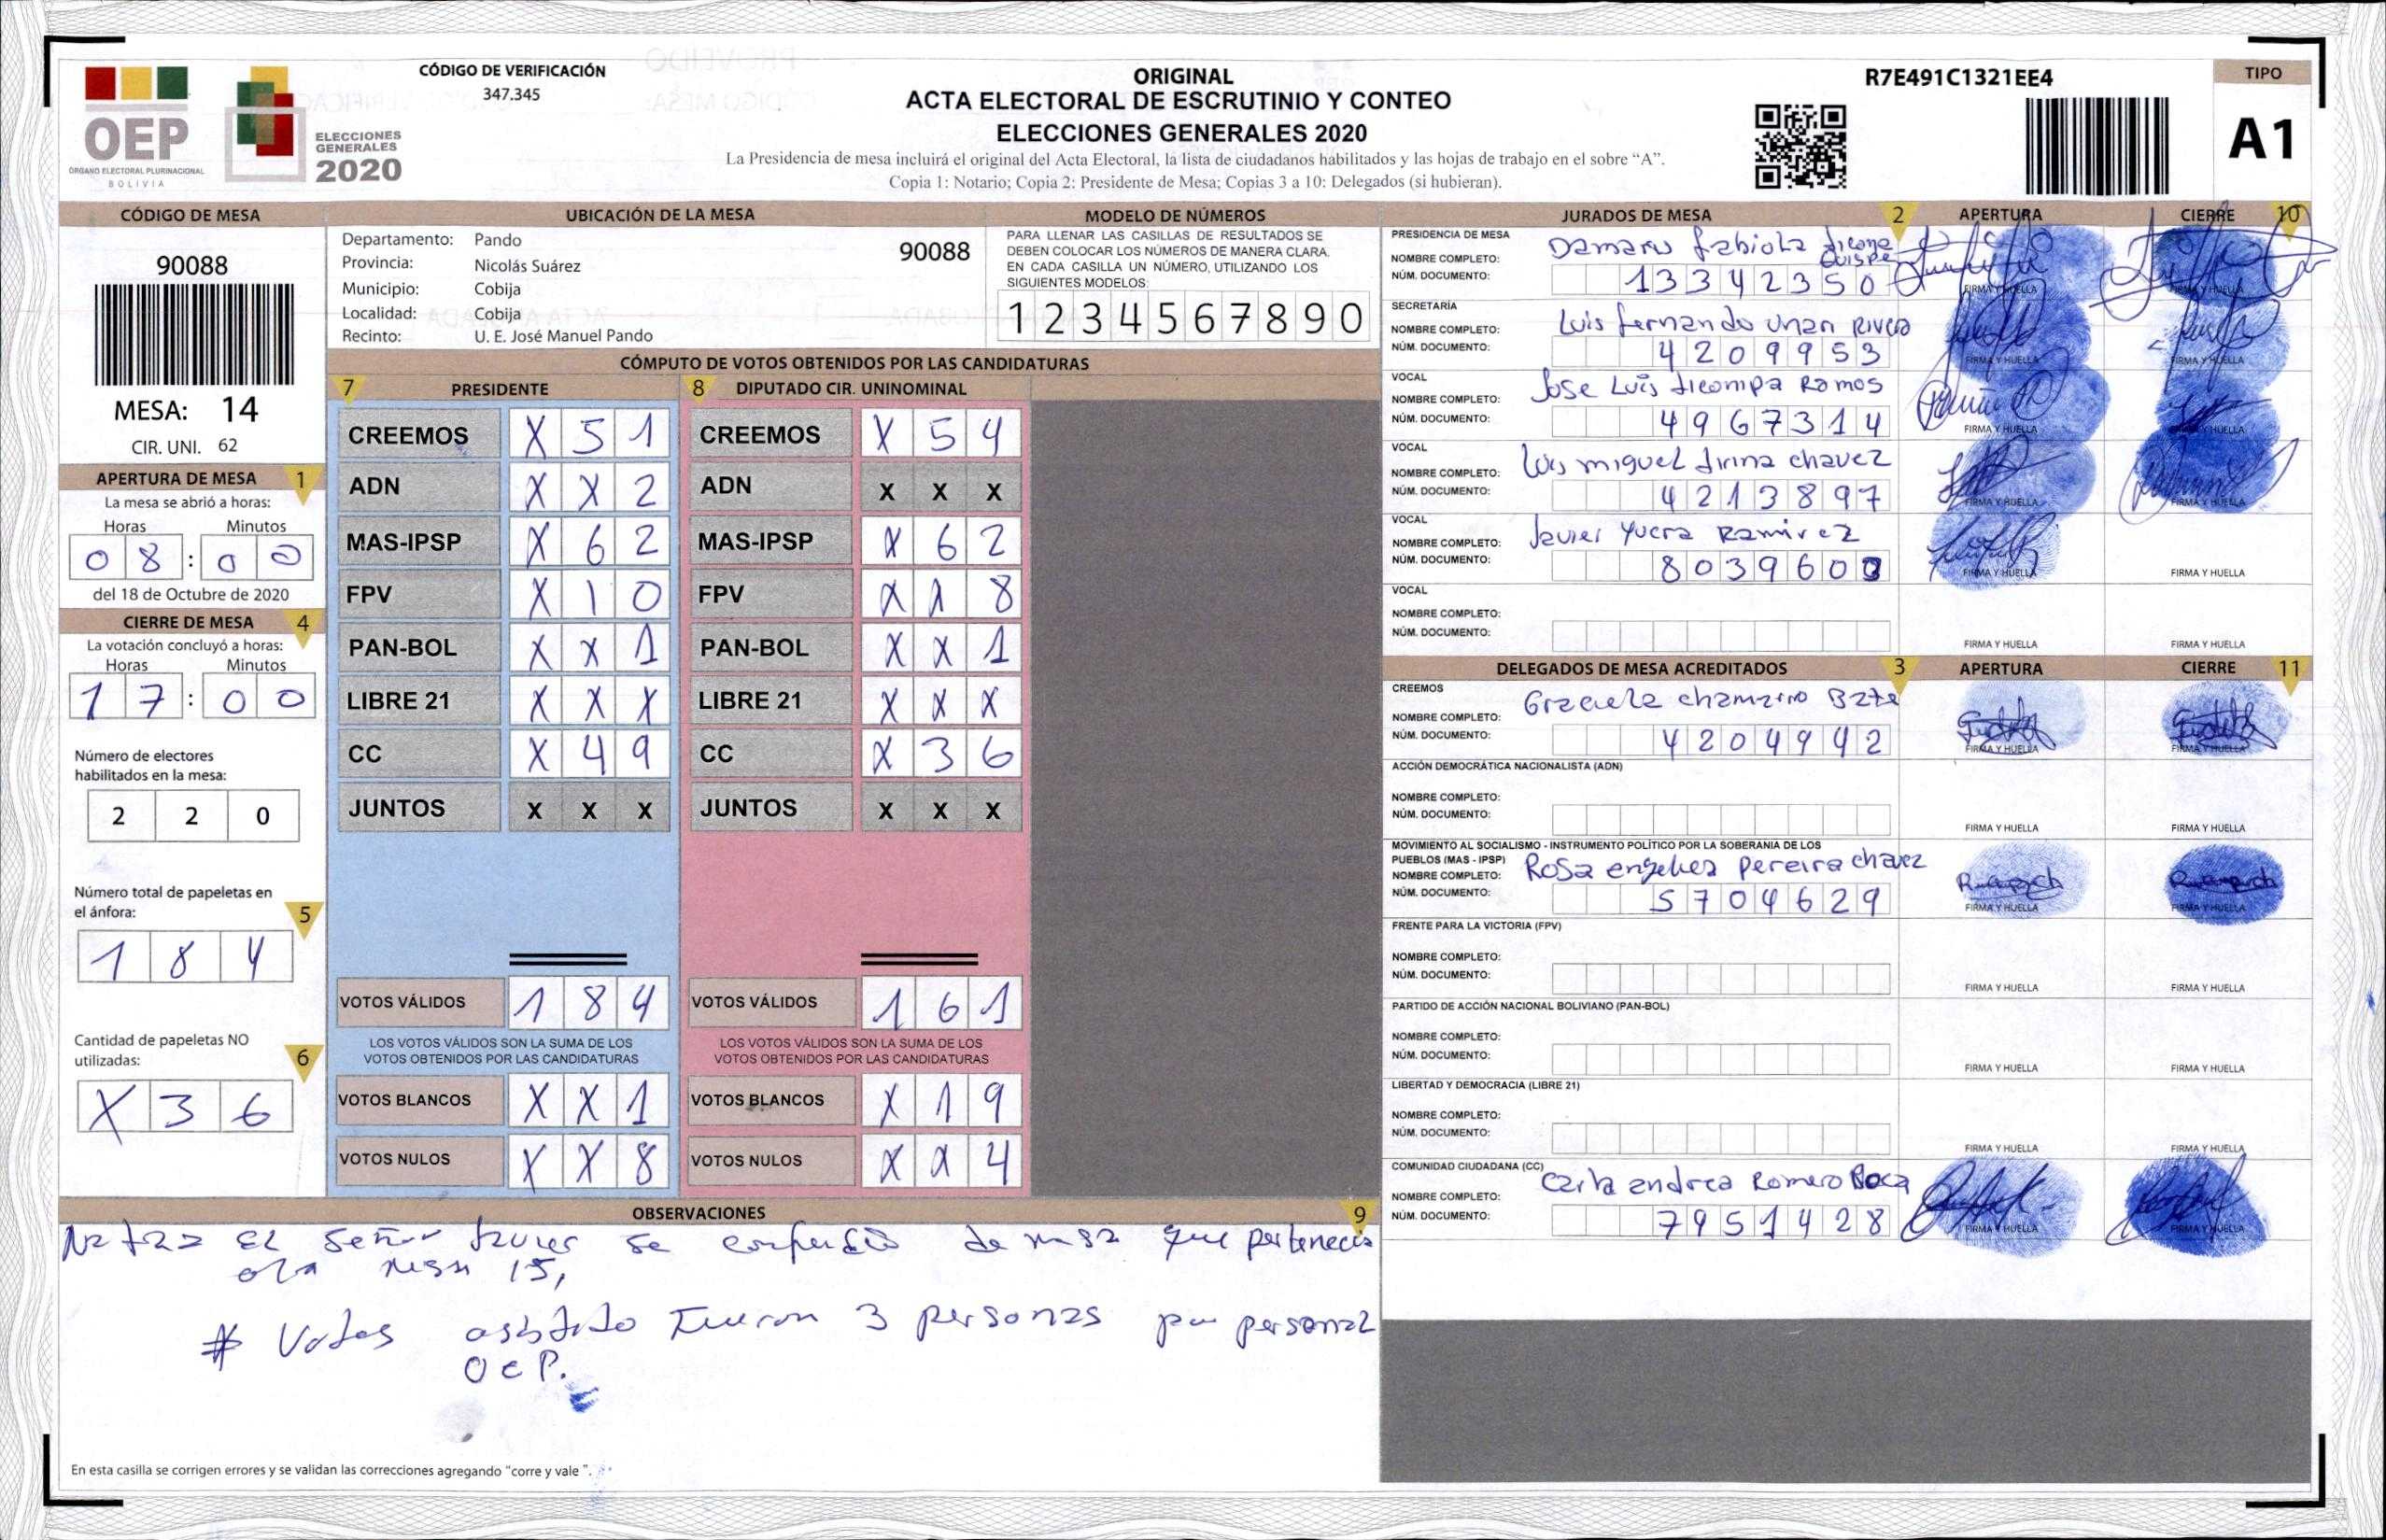 OEP
ÓRGANO ELECTORAL PLURINACIONAL
BOLIVIA
ELECCIONES
GENERALES
2020
CÓDIGO DE VERIFICACIÓN
347.345
ORIGINAL
ACTA ELECTORAL DE ESCRUTINIO Y CONTEO
ELECCIONES GENERALES 2020
La Presidencia de mesa incluirá el original del Acta Electoral, la lista de ciudadanos habilitados y las hojas de trabajo en el sobre “A”.
Copia 1: Notario; Copia 2: Presidente de Mesa; Copias 3 a 10: Delegados (si hubieran).
R7E491C1321EE4
TIPO
A1
CÓDIGO DE MESA
90088
MESA: 14
CIR. UNI. 62
APERTURA DE MESA 1
La mesa se abrió a horas:
Horas Minutos
08:00
del 18 de Octubre de 2020
CIERRE DE MESA 4
La votación concluyó a horas:
Horas Minutos
17:00
Número de electores
habilitados en la mesa:
2 2 0
Número total de papeletas en
el ánfora: 5
1 8 4
Cantidad de papeletas NO
utilizadas: 6
X 3 6
UBICACIÓN DE LA MESA
Departamento: Pando
Provincia: Nicolás Suárez
Municipio: Cobija
Localidad: Cobija
Recinto: U. E. José Manuel Pando
90088
MODELO DE NÚMEROS
PARA LLENAR LAS CASILLAS DE RESULTADOS SE
DEBEN COLOCAR LOS NÚMEROS DE MANERA CLARA.
EN CADA CASILLA UN NÚMERO, UTILIZANDO LOS
SIGUIENTES MODELOS:
1 2 3 4 5 6 7 8 9 0
CÓMPUTO DE VOTOS OBTENIDOS POR LAS CANDIDATURAS
7 PRESIDENTE
CREEMOS X 5 1
ADN X X 2
MAS-IPSP X 6 2
FPV X 1 0
PAN-BOL X X 1
LIBRE 21 X X X
CC X 4 9
JUNTOS X X X
VOTOS VÁLIDOS 1 8 4
LOS VOTOS VÁLIDOS SON LA SUMA DE LOS
VOTOS OBTENIDOS POR LAS CANDIDATURAS
VOTOS BLANCOS X X 1
VOTOS NULOS X X 8
8 DIPUTADO CIR. UNINOMINAL
CREEMOS X 5 4
ADN X X X
MAS-IPSP X 6 2
FPV X X 8
PAN-BOL X X 1
LIBRE 21 X X X
CC X 3 6
JUNTOS X X X
VOTOS VÁLIDOS 1 6 1
LOS VOTOS VÁLIDOS SON LA SUMA DE LOS
VOTOS OBTENIDOS POR LAS CANDIDATURAS
VOTOS BLANCOS X 1 9
VOTOS NULOS X X 4
OBSERVACIONES 9
El Señor Javier se de mesa que pertenecia
a la mesa 15,
# Votos asistido Fueron 3 personas por personal
OEP.
En esta casilla se corrigen errores y se validan las correcciones agregando “corre y vale ”.
JURADOS DE MESA 2 APERTURA CIERRE 10
PRESIDENCIA DE MESA
NOMBRE COMPLETO: Damaris Fabiola Ticona Quispe
NÚM. DOCUMENTO: 13342350
FIRMA Y HUELLA FIRMA Y HUELLA
SECRETARÍA
NOMBRE COMPLETO: Luis Fernando Rivera
NÚM. DOCUMENTO: 4209953
FIRMA Y HUELLA FIRMA Y HUELLA
VOCAL
NOMBRE COMPLETO: Jose Luis Ticompa Ramos
NÚM. DOCUMENTO: 4967314
FIRMA Y HUELLA FIRMA Y HUELLA
VOCAL
NOMBRE COMPLETO: Luis miguel chavez
NÚM. DOCUMENTO: 4213897
FIRMA Y HUELLA FIRMA Y HUELLA
VOCAL
NOMBRE COMPLETO: Javier Yucra Ramirez
NÚM. DOCUMENTO: 8039600
FIRMA Y HUELLA FIRMA Y HUELLA
VOCAL
NOMBRE COMPLETO:
NÚM. DOCUMENTO:
FIRMA Y HUELLA FIRMA Y HUELLA
DELEGADOS DE MESA ACREDITADOS 3 APERTURA CIERRE 11
CREEMOS
NOMBRE COMPLETO: Graciela chamarro
NÚM. DOCUMENTO: 4204942
FIRMA Y HUELLA FIRMA Y HUELLA
ACCIÓN DEMOCRÁTICA NACIONALISTA (ADN)
NOMBRE COMPLETO:
NÚM. DOCUMENTO:
FIRMA Y HUELLA FIRMA Y HUELLA
MOVIMIENTO AL SOCIALISMO - INSTRUMENTO POLÍTICO POR LA SOBERANIA DE LOS
PUEBLOS (MAS - IPSP)
NOMBRE COMPLETO: Rosa engelica pereira chavez
NÚM. DOCUMENTO: 5704629
FIRMA Y HUELLA FIRMA Y HUELLA
FRENTE PARA LA VICTORIA (FPV)
NOMBRE COMPLETO:
NÚM. DOCUMENTO:
FIRMA Y HUELLA FIRMA Y HUELLA
PARTIDO DE ACCIÓN NACIONAL BOLIVIANO (PAN-BOL)
NOMBRE COMPLETO:
NÚM. DOCUMENTO:
FIRMA Y HUELLA FIRMA Y HUELLA
LIBERTAD Y DEMOCRACIA (LIBRE 21)
NOMBRE COMPLETO:
NÚM. DOCUMENTO:
FIRMA Y HUELLA FIRMA Y HUELLA
COMUNIDAD CIUDADANA (CC)
NOMBRE COMPLETO: Carla andrea Romero Roca
NÚM. DOCUMENTO: 7951428
FIRMA Y HUELLA FIRMA Y HUELLA